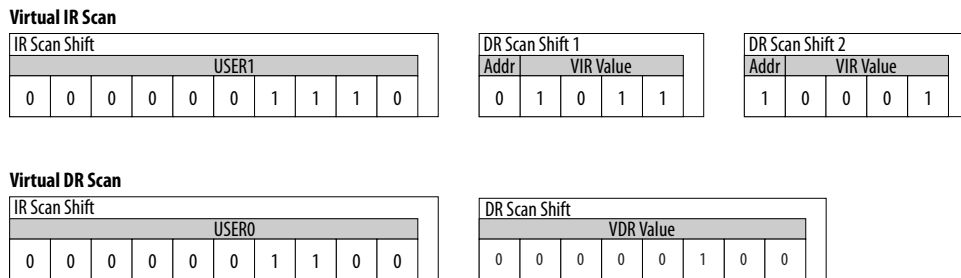 Virtual IR Scan
IR Scan Shift DR Scan Shift 1 DR Scan Shift 2
USER1 Addr VIR Value Addr VIR Value
0 0 0 0 0 0 1 1 1 0 0 1 0 1 1 1 0 0 0 1
Virtual DR Scan
IR Scan Shift DR Scan Shift
USER0 VDR Value
0 0 0 0 0 0 1 1 0 0 0 0 0 0 0 1 0 0